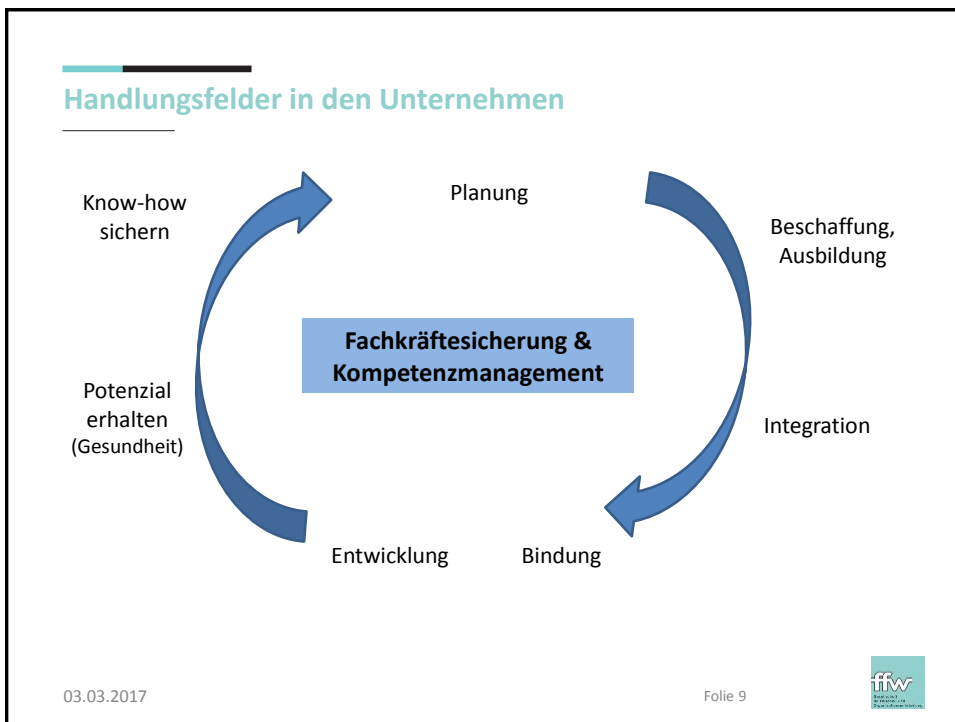 Handlungsfelder in den Unternehmen
Planung
Beschaffung,
Ausbildung
Integration
Bindung
Entwicklung
Potenzial
erhalten
(Gesundheit)
Know-how
sichern
Fachkräftesicherung &
Kompetenzmanagement
03.03.2017
Folie 9
ffw